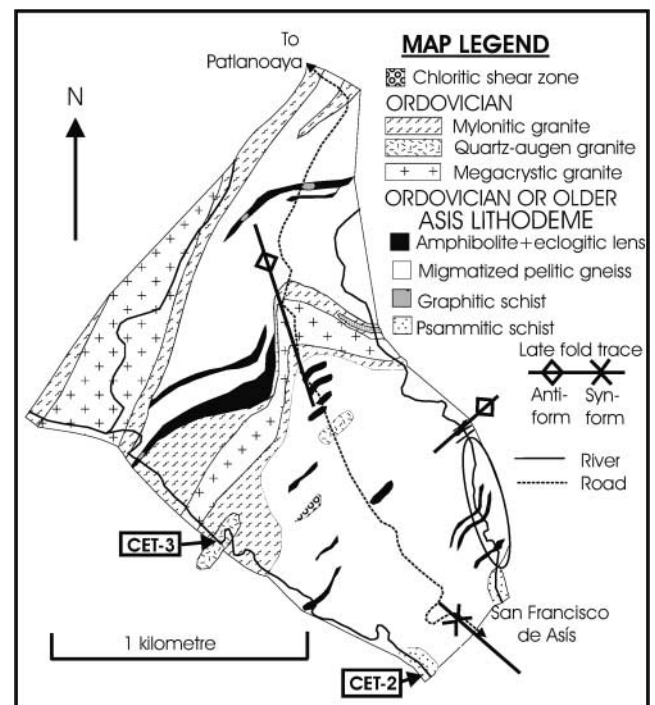 To
Patlanoaya
N
MAP LEGEND
Chloritic shear zone
ORDOVICIAN
Mylonitic granite
Quartz-augen granite
Megacrystic granite
ORDOVICIAN OR OLDER
ASIS LITHODEME
Amphibolite+eclogitic lens
Migmatized pelitic gneiss
Graphitic schist
Psammitic schist
Late fold trace
Anti-
form
Syn-
form
River
Road
CET-3
San Francisco
de Asís
1 kilometre
CET-2